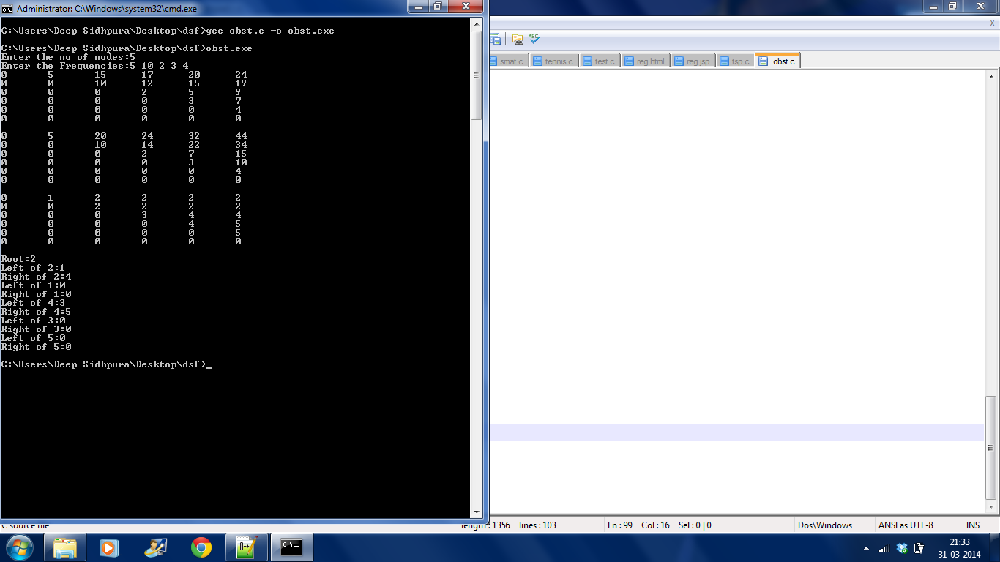 Administrator: C:\Windows\system32\cmd.exe
C:\Users\Deep Sidhpura\Desktop\dsf>gcc obst.c -o obst.exe
C:\Users\Deep Sidhpura\Desktop\dsf>obst.exe
Enter the no of nodes:5
Enter the Frequencies:5 10 2 3 4
0 5 15 17 20 24
0 0 10 12 15 19
0 0 0 2 5 9
0 0 0 0 3 7
0 0 0 0 0 4
0 0 0 0 0 0
0 5 20 24 32 44
0 0 10 14 22 34
0 0 0 2 7 15
0 0 0 0 3 10
0 0 0 0 0 4
0 0 0 0 0 0
0 1 2 2 2 2
0 0 2 2 2 2
0 0 0 3 4 4
0 0 0 0 4 5
0 0 0 0 0 5
0 0 0 0 0 0
Root:2
Left of 2:1
Right of 2:4
Left of 1:0
Right of 1:0
Left of 4:3
Right of 4:5
Left of 3:0
Right of 3:0
Left of 5:0
Right of 5:0
C:\Users\Deep Sidhpura\Desktop\dsf>_
X
ABC
smat.c tennis.c test.c reg.html reg.jsp tsp.c obst.c
C source file length : 1356 lines : 103 Ln : 99 Col : 16 Sel : 0 | 0 Dos\Windows ANSI as UTF-8 INS
C:\
21:33
31-03-2014